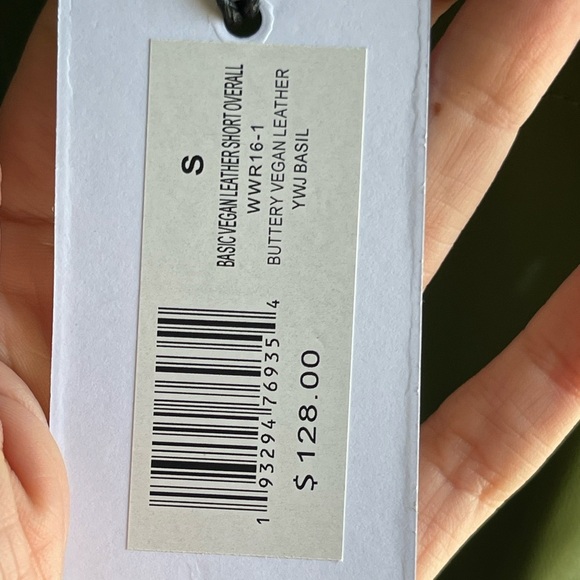 S
BASIC VEGAN LEATHER SHORT OVERALL
WWR16-1
BUTTERY VEGAN LEATHER
YWJ BASIL
1 93294 76935 4
$ 128.00